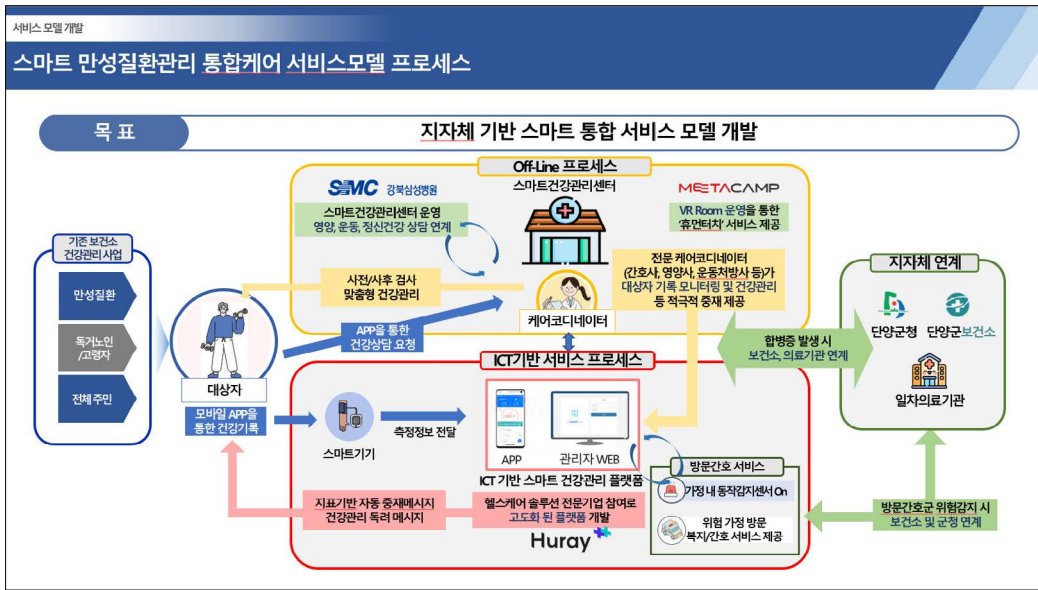 서비스 모델 개발
스마트 만성질환관리 통합케어 서비스모델 프로세스
목 표
지자체 기반 스마트 통합 서비스 모델 개발
Off-Line 프로세스
스마트건강관리센터
SMC 강북삼성병원
스마트건강관리센터 운영
영양, 운동, 정신건강 상담 연계
METACAMP
VR Room 운영을 통한
'휴먼터치' 서비스 제공
기존 보건소
건강관리 사업
만성질환
독거노인
/고령자
전체 주민
대상자
사전/사후 검사
맞춤형 건강관리
APP을 통한
건강상담 요청
케어코디네이터
전문 케어코디네이터
(간호사, 영양사, 운동처방사 등)가
대상자 기록 모니터링 및 건강관리
등 적극적 중재 제공
지자체 연계
단양군청
단양군보건소
일차의료기관
합병증 발생 시
보건소, 의료기관 연계
ICT기반 서비스 프로세스
모바일 APP을
통한 건강기록
스마트기기
측정정보 전달
APP
관리자 WEB
ICT 기반 스마트 건강관리 플랫폼
지표기반 자동 중재메시지
건강관리 독려 메시지
헬스케어 솔루션 전문기업 참여로
고도화 된 플랫폼 개발
Huray
방문간호 서비스
가정 내 동작감지센서 On
위험 가정 방문
복지/간호 서비스 제공
방문간호군 위험감지 시
보건소 및 군청 연계